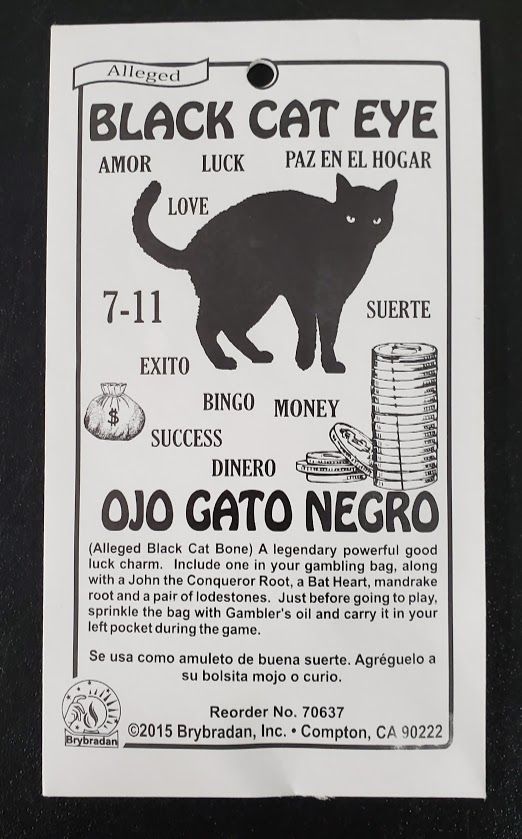 Alleged
BLACK CAT EYE
AMOR LUCK PAZ EN EL HOGAR
LOVE
7-11
SUERTE
EXITO
BINGO MONEY
$
SUCCESS
DINERO
OJO GATO NEGRO
(Alleged Black Cat Bone) A legendary powerful good
luck charm. Include one in your gambling bag, along
with a John the Conqueror Root, a Bat Heart, mandrake
root and a pair of lodestones. Just before going to play,
sprinkle the bag with Gambler's oil and carry it in your
left pocket during the game.
Se usa como amuleto de buena suerte. Agréguelo a
su bolsita mojo o curio.
Reorder No. 70637
©2015 Brybradan, Inc. • Compton, CA 90222
Brybradan